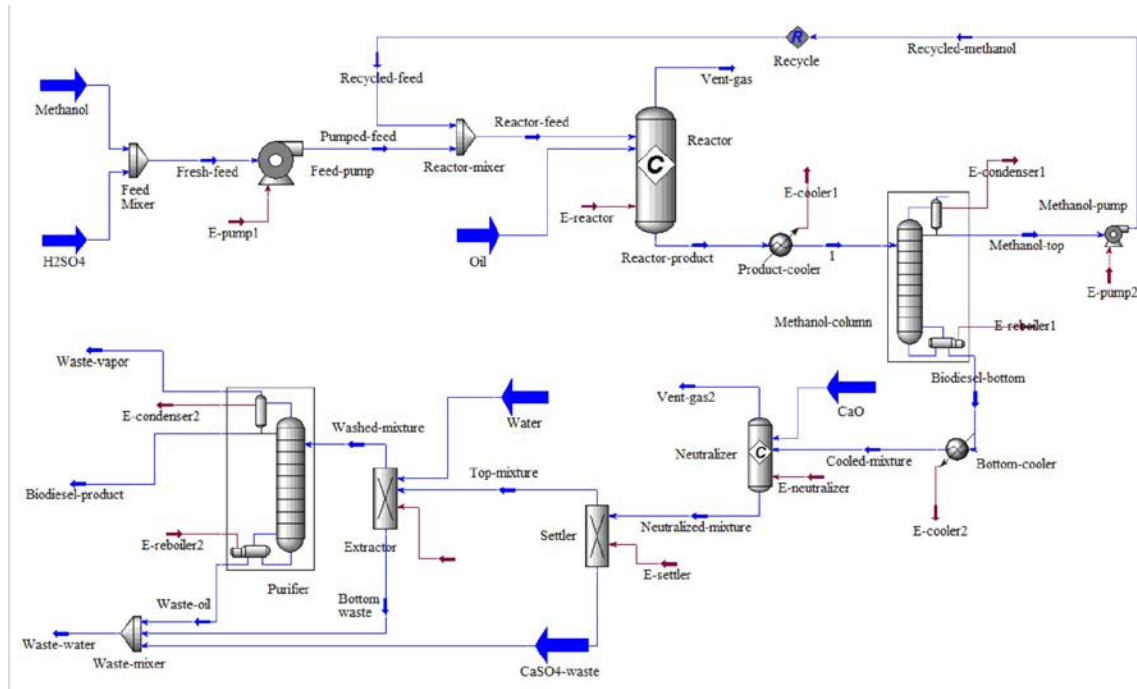 R
Recycled-methanol
Recycle
Recycled-feed
Vent-gas
Methanol
Reactor-feed
Reactor
Pumped-feed
E-condenser1
E-cooler1
Methanol-pump
Fresh-feed
Feed-pump
Reactor-mixer
C
Feed
Mixer
E-reactor
E-pump1
1
Methanol-top
H2SO4
Oil
Reactor-product
Product-cooler
E-pump2
Methanol-column
E-reboiler1
Waste-vapor
Biodiesel-bottom
Vent-gas2
CaO
E-condenser2
Water
Washed-mixture
Neutralizer
C
Cooled-mixture
Bottom-cooler
Top-mixture
E-neutralizer
Biodiesel-product
Neutralized-mixture
E-cooler2
E-reboiler2
Extractor
Settler
E-settler
Purifier
Bottom
waste
Waste-oil
Waste-water
Waste-mixer
CaSO4-waste